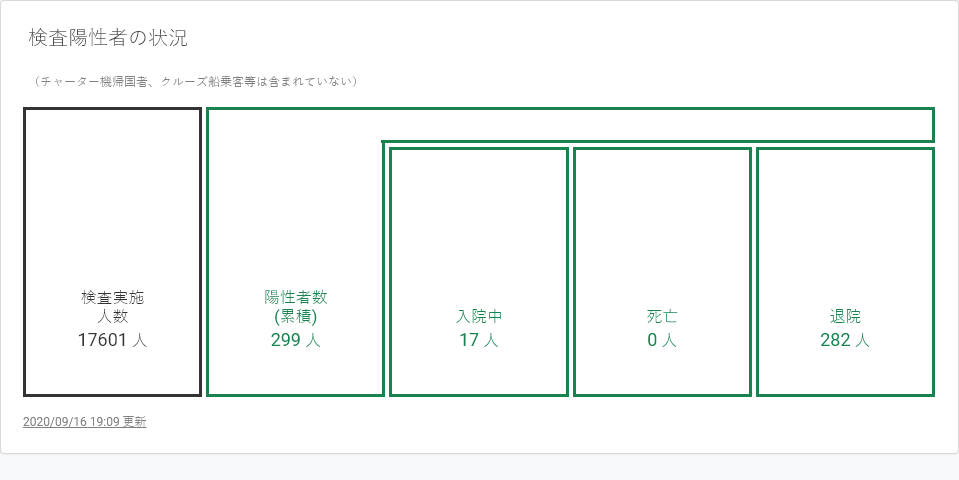 検査陽性者の状況
（チャーター機帰国者、クルーズ船乗客等は含まれていない）
検査実施
人数
17601 人
陽性者数
(累積)
299 人
入院中
17 人
死亡
0 人
退院
282 人
2020/09/16 19:09 更新